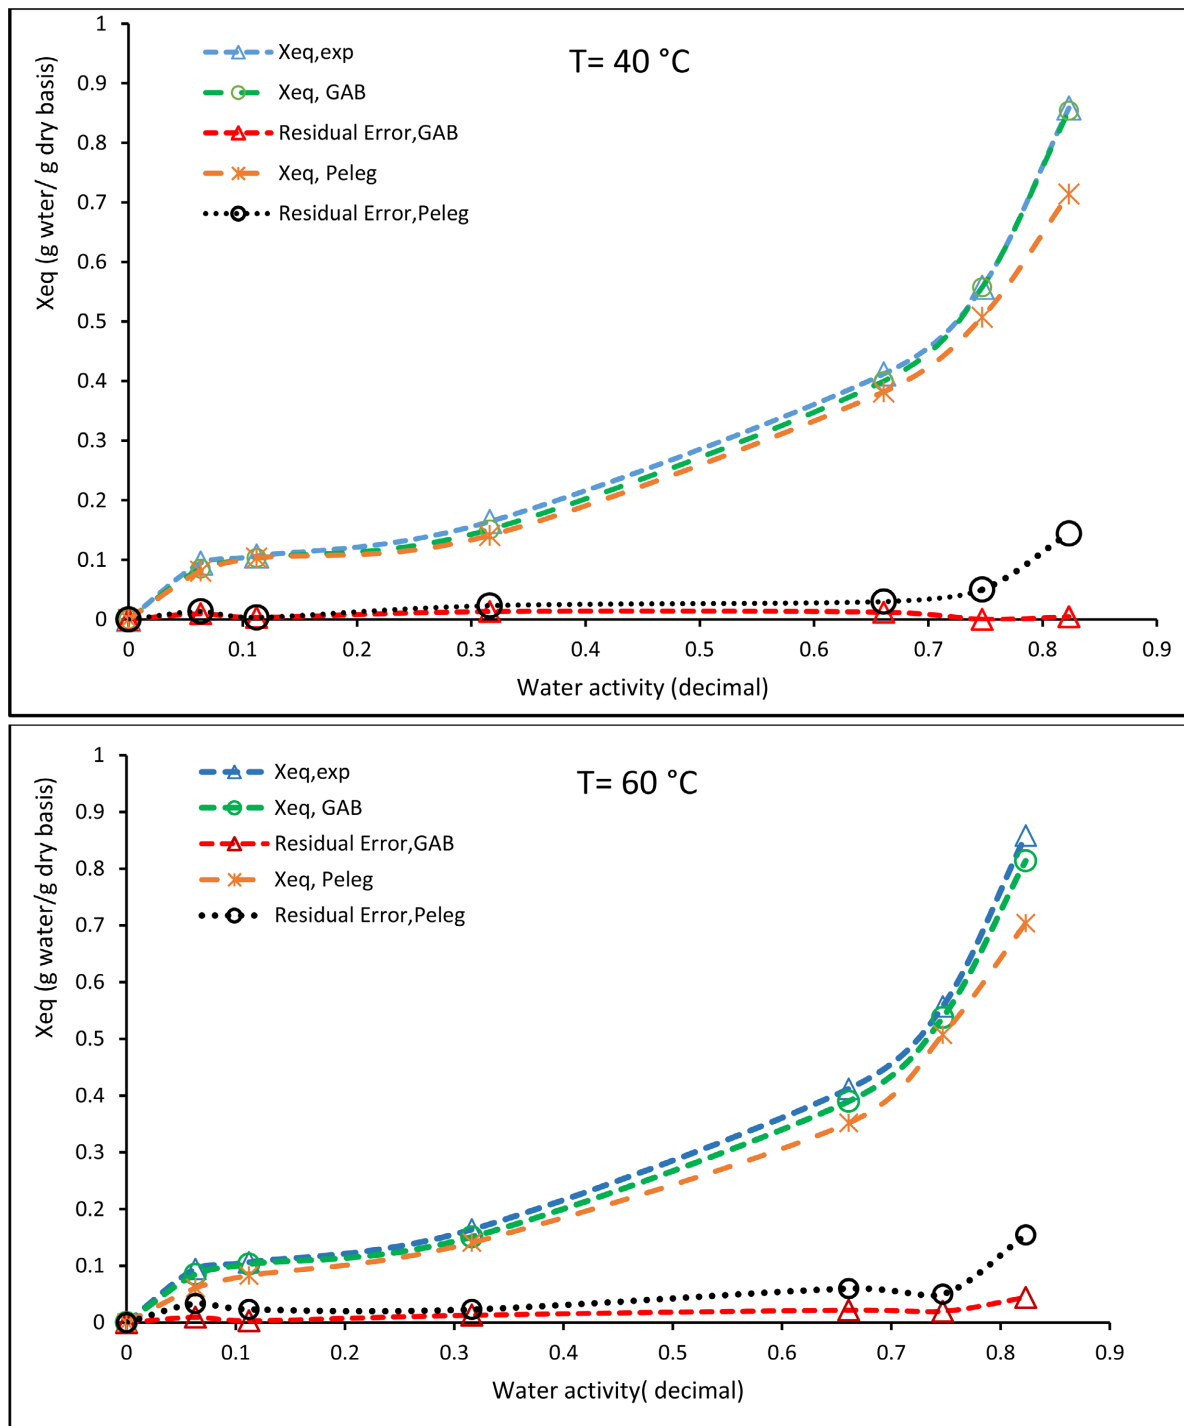 T= 40 °C
Xeq,exp
Xeq, GAB
Residual Error,GAB
Xeq, Peleg
Residual Error,Peleg
Xeq (g wter/ g dry basis)
1
0.9
0.8
0.7
0.6
0.5
0.4
0.3
0.2
0.1
0
0 0.1 0.2 0.3 0.4 0.5 0.6 0.7 0.8 0.9
Water activity (decimal)
T= 60 °C
Xeq,exp
Xeq, GAB
Residual Error,GAB
Xeq, Peleg
Residual Error,Peleg
Xeq (g water/g dry basis)
1
0.9
0.8
0.7
0.6
0.5
0.4
0.3
0.2
0.1
0
0 0.1 0.2 0.3 0.4 0.5 0.6 0.7 0.8 0.9
Water activity( decimal)